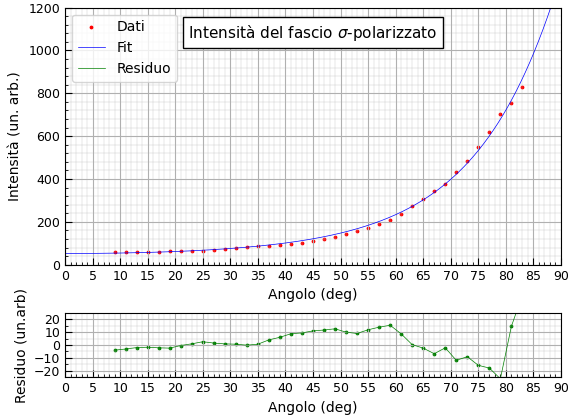 Intensità del fascio σ-polarizzato
Dati
Fit
Residuo
Intensità (un. arb.)
1200
1000
800
600
400
200
0
0 5 10 15 20 25 30 35 40 45 50 55 60 65 70 75 80 85 90
Angolo (deg)
Residuo (un.arb)
20
10
0
−10
−20
0 5 10 15 20 25 30 35 40 45 50 55 60 65 70 75 80 85 90
Angolo (deg)